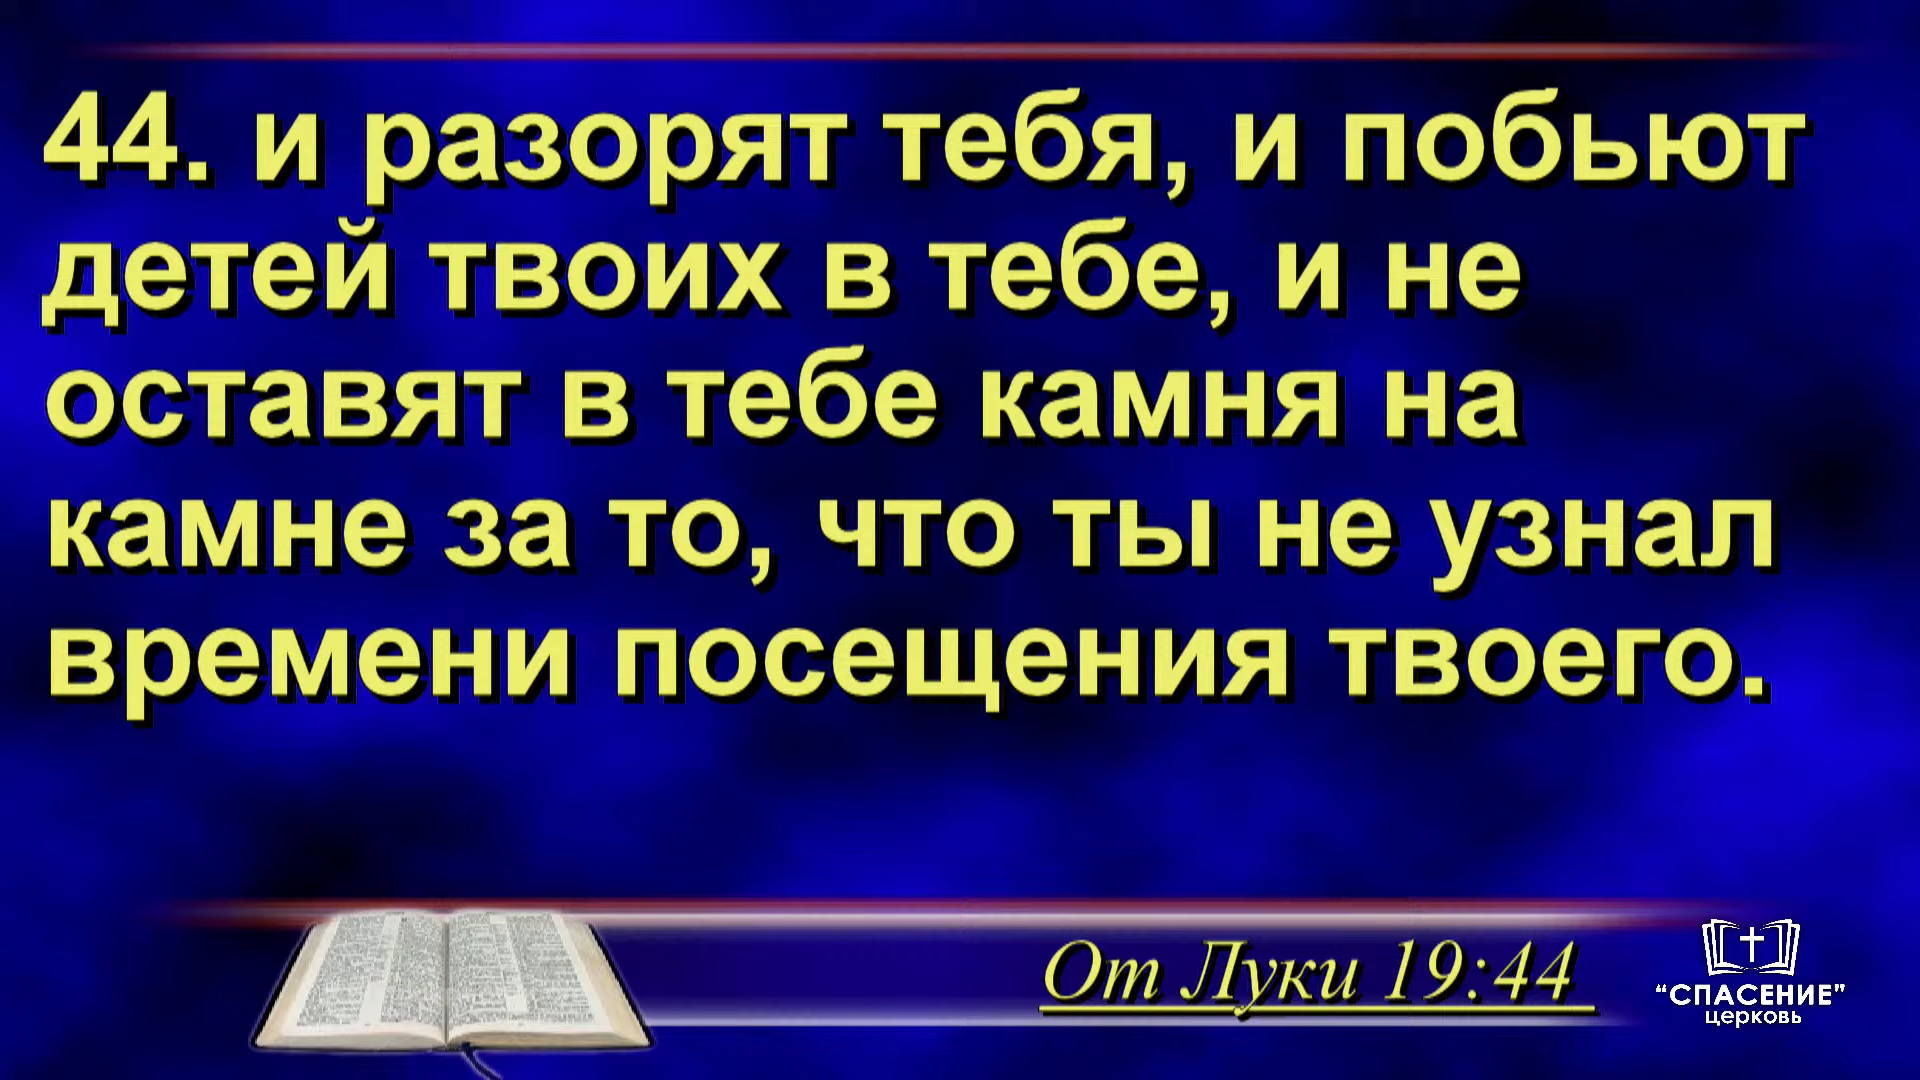 44. и разорят тебя, и побьют
детей твоих в тебе, и не
оставят в тебе камня на
камне за то, что ты не узнал
времени посещения твоего.
От Луки 19:44
“СПАСЕНИЕ”
церковь